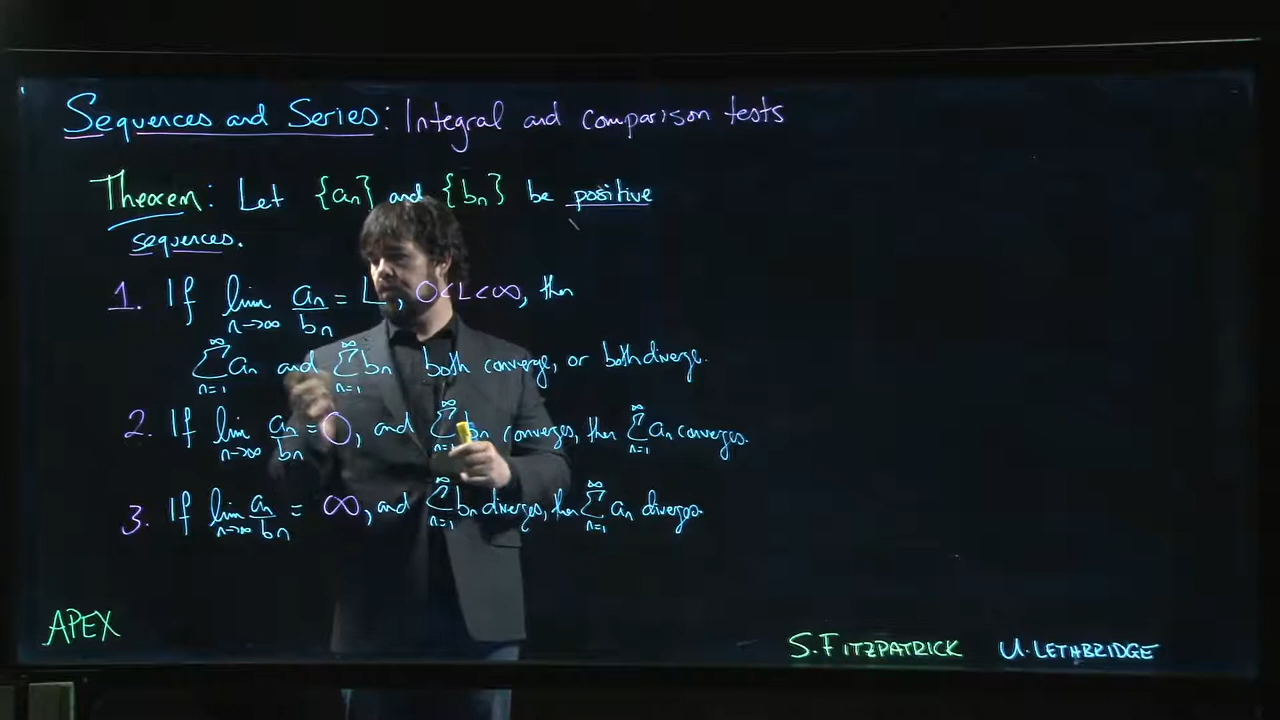 Sequences and Series: Integral and comparison tests
Theorem: Let {aₙ} and {bₙ} be positive
sequences.
1. If lim n→∞ aₙ/bₙ = L, 0<L<∞, then
∞ Σ n=1 aₙ and ∞ Σ n=1 bₙ both converge, or both diverge.
2. If lim n→∞ aₙ/bₙ = 0, and ∞ Σ n=1 bₙ converges, then ∞ Σ n=1 aₙ converges.
3. If lim n→∞ aₙ/bₙ = ∞, and ∞ Σ n=1 bₙ diverges, then ∞ Σ n=1 aₙ diverges.
APEX
S. FITZPATRICK U. LETHBRIDGE